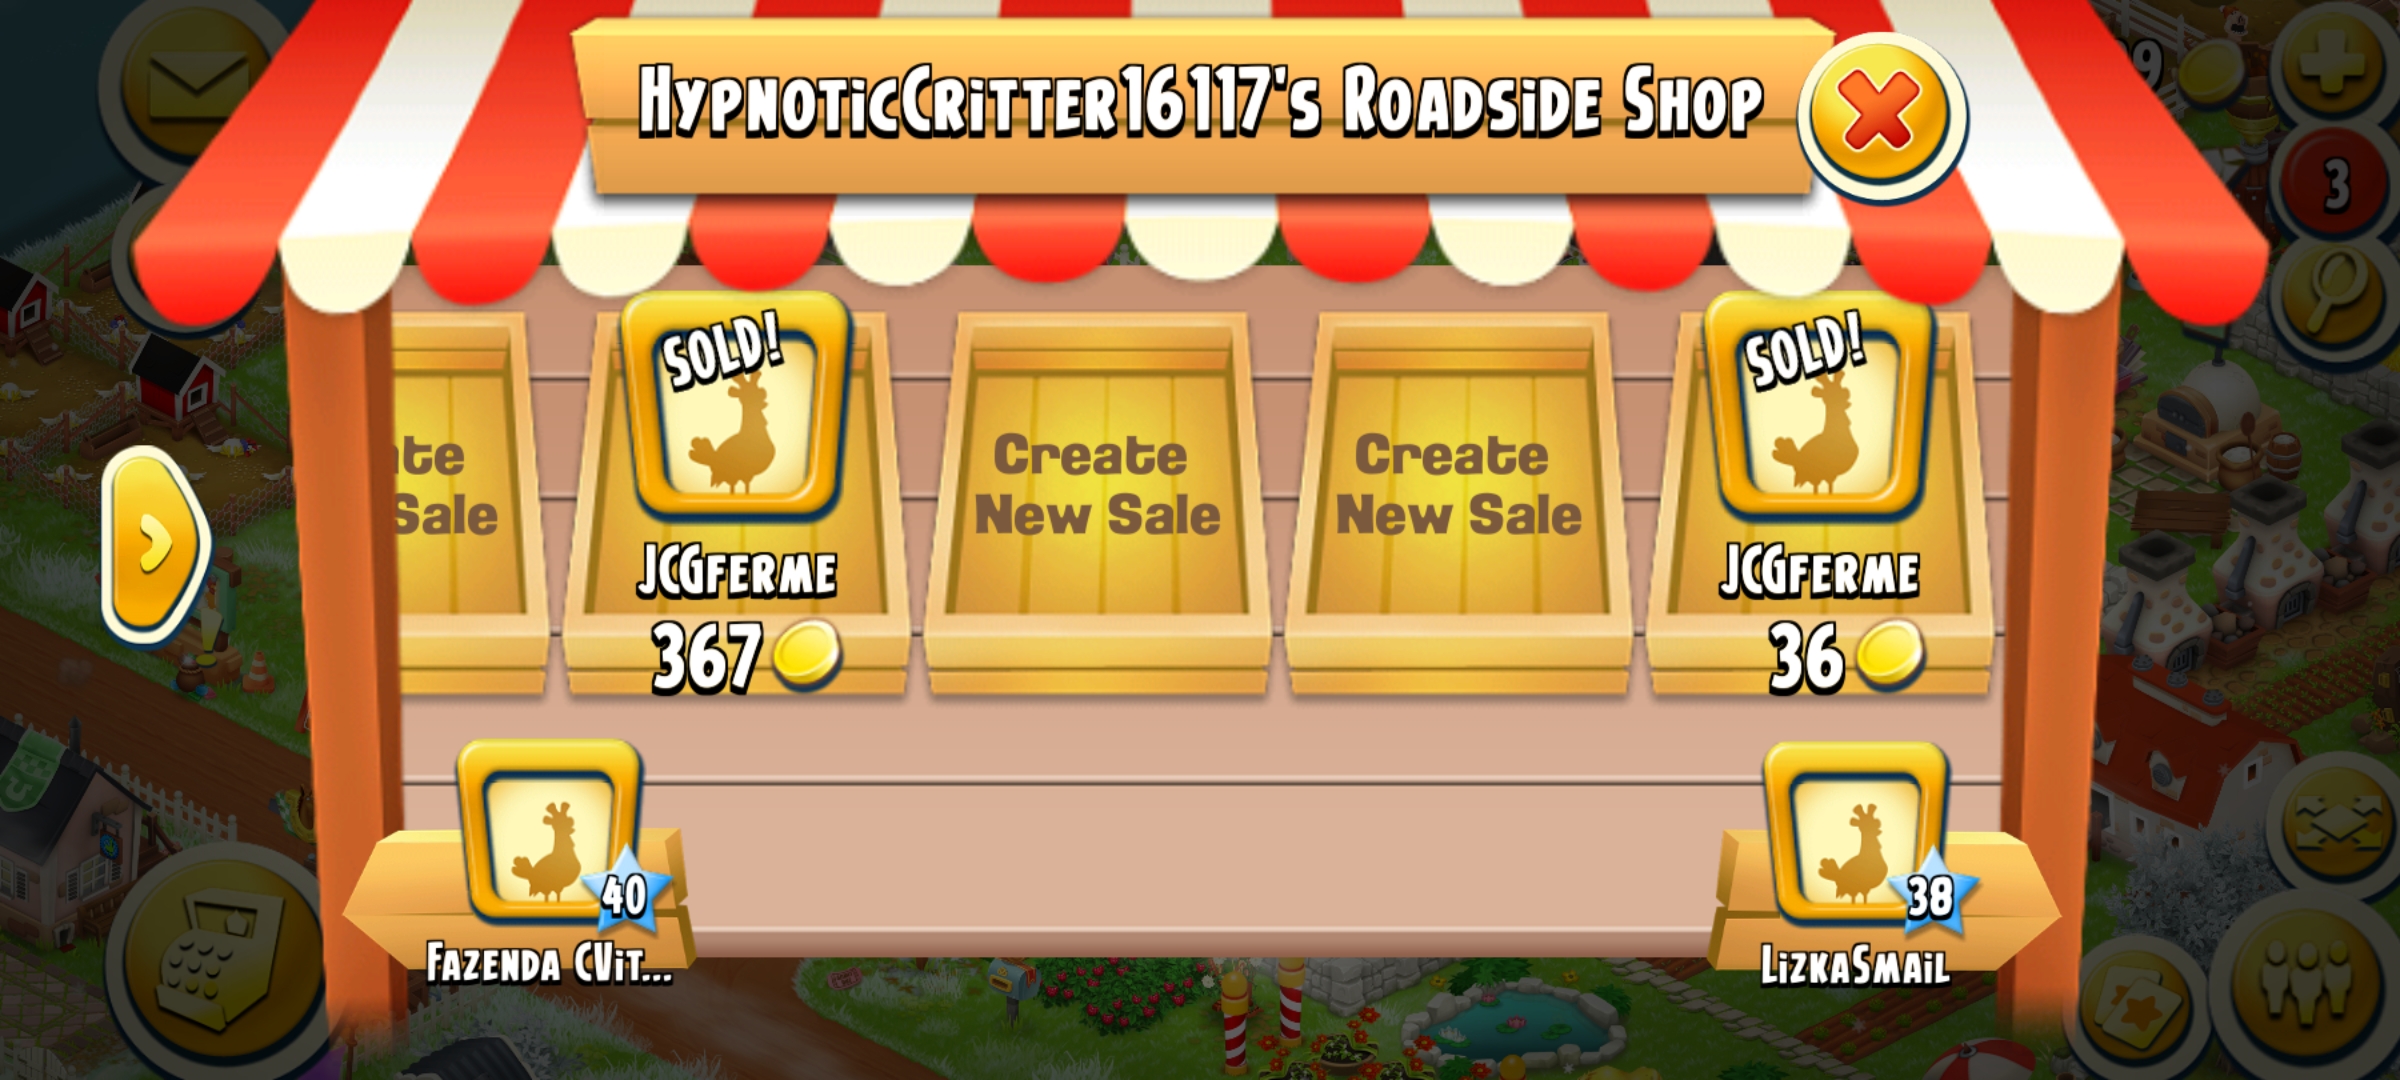 HypnoticCritter16117's Roadside Shop
9
3
SOLD!
SOLD!
Sale
Create
New Sale
Create
New Sale
JCGferme
JCGferme
367
36
40
38
Fazenda CVit...
LizkaSmail